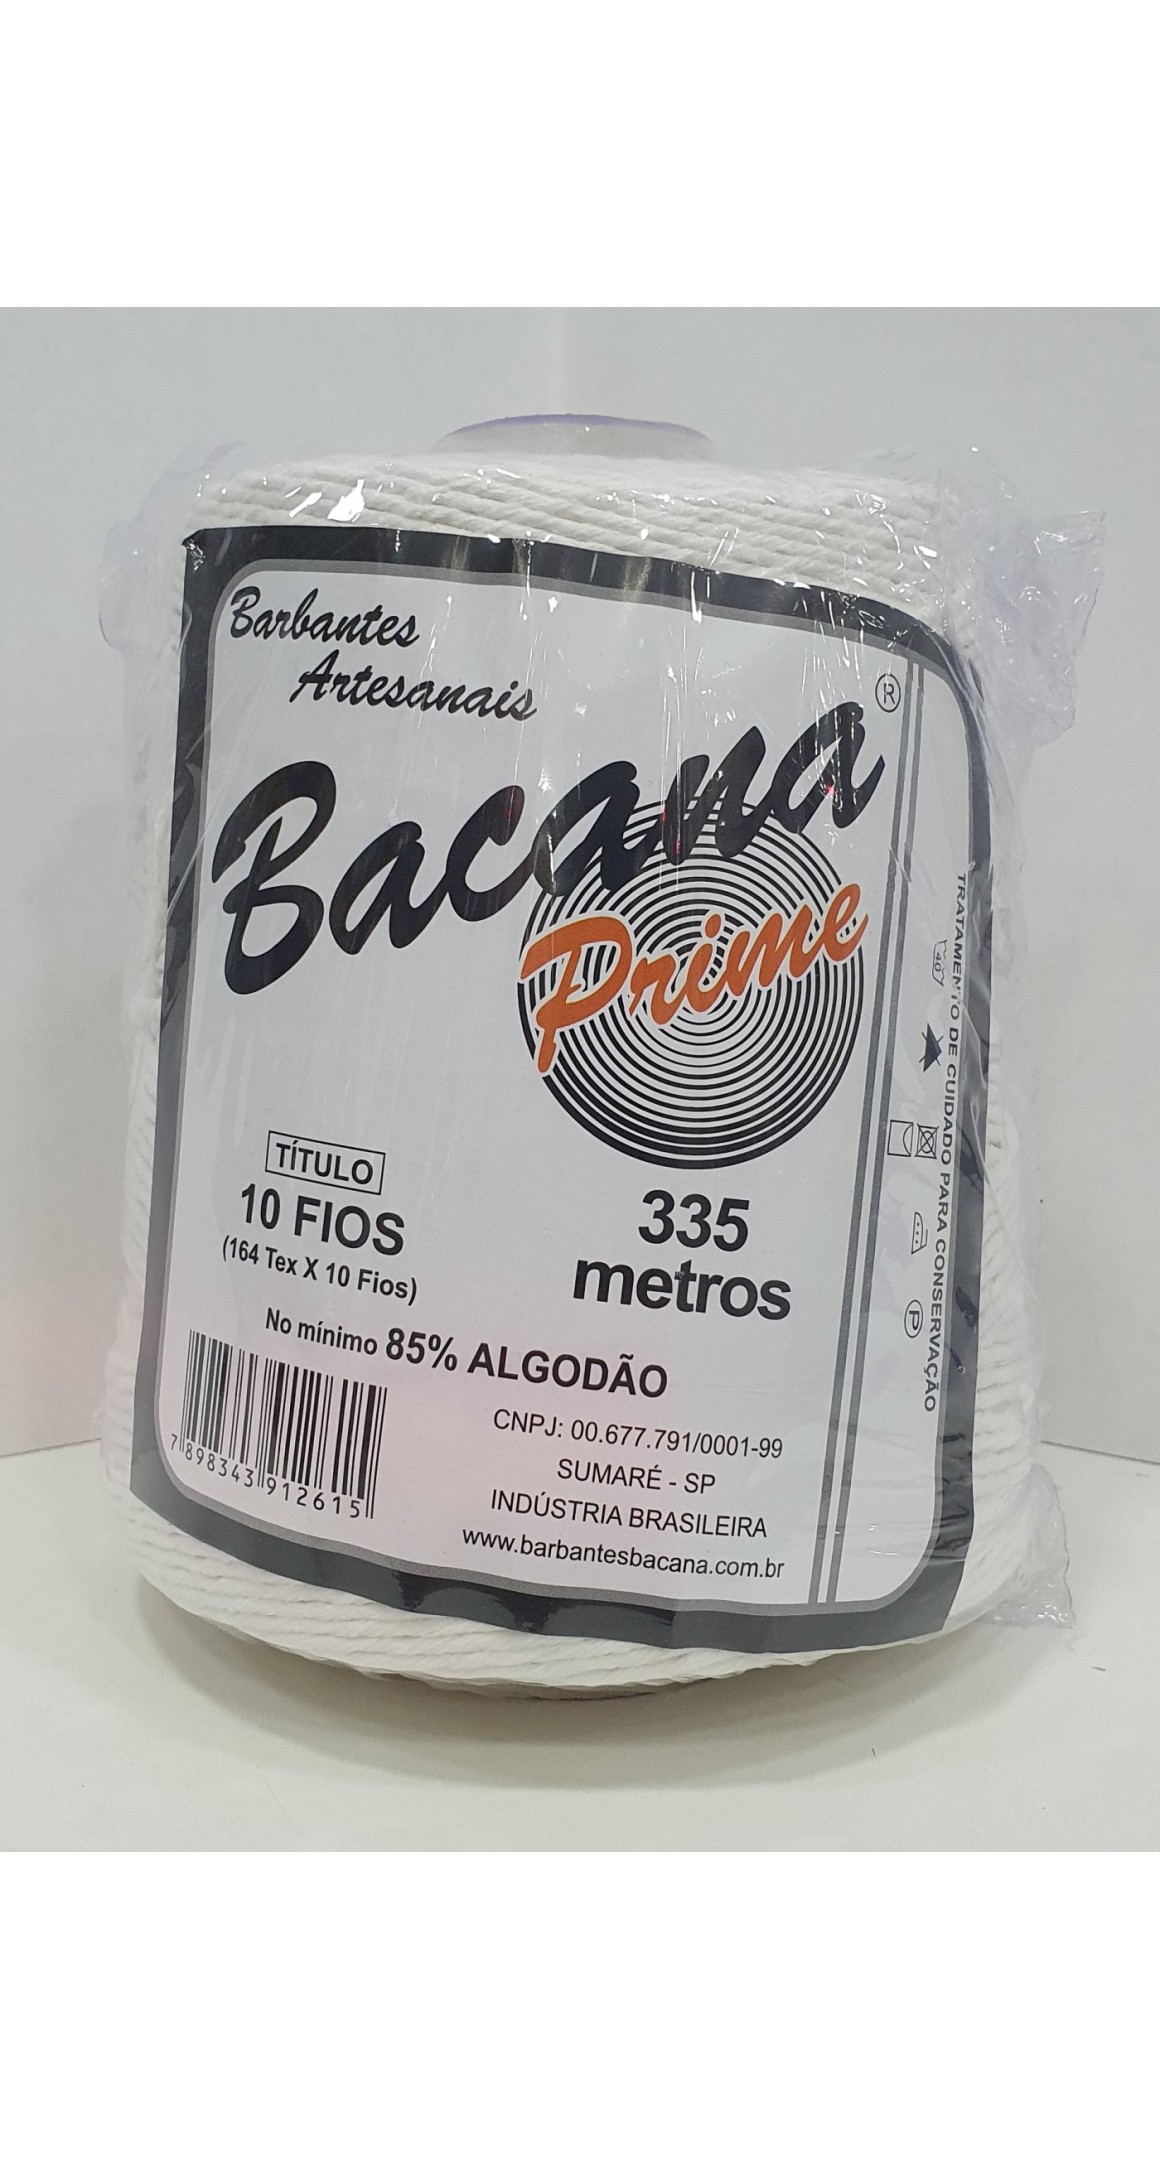 Barbantes
Artesanais
Bacana ®
Prime
TÍTULO
10 FIOS
(164 Tex X 10 Fios)
335
metros
No mínimo 85% ALGODÃO
7 898343 912615
CNPJ: 00.677.791/0001-99
SUMARÉ - SP
INDÚSTRIA BRASILEIRA
www.barbantesbacana.com.br
TRATAMENTO DE CUIDADO PARA CONSERVAÇÃO
40
P